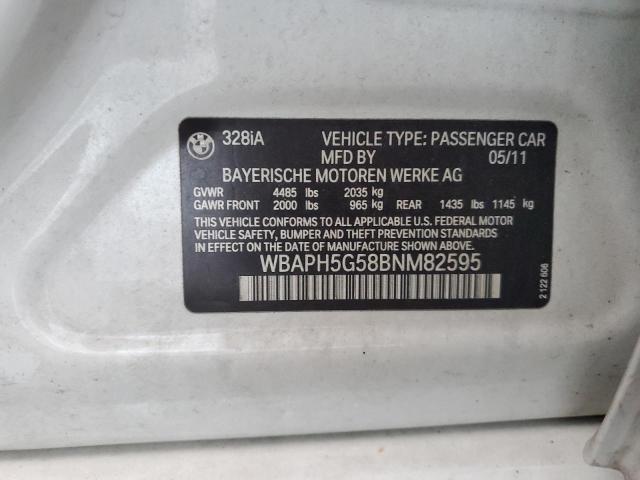 BMW
328iA VEHICLE TYPE: PASSENGER CAR
MFD BY 05/11
BAYERISCHE MOTOREN WERKE AG
GVWR 4485 lbs 2035 kg
GAWR FRONT 2000 lbs 965 kg REAR 1435 lbs 1145 kg
THIS VEHICLE CONFORMS TO ALL APPLICABLE U.S. FEDERAL MOTOR
VEHICLE SAFETY, BUMPER AND THEFT PREVENTION STANDARDS
IN EFFECT ON THE DATE OF MANUFACTURE SHOWN ABOVE.
WBAPH5G58BNM82595
2 122 606